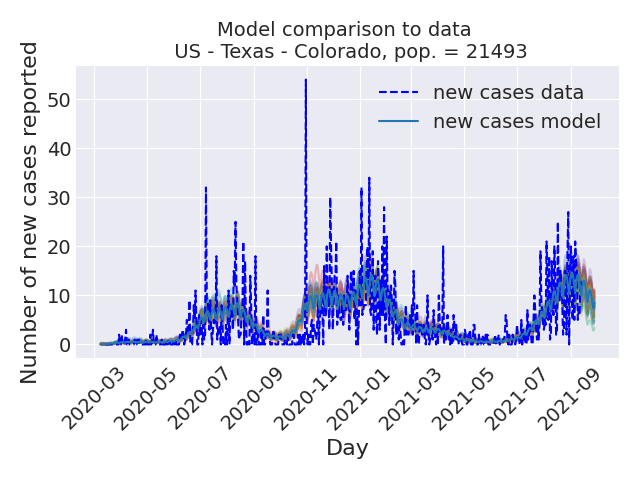 Model comparison to data
US - Texas - Colorado, pop. = 21493
Number of new cases reported
50
40
30
20
10
0
new cases data
new cases model
2020-03
2020-05
2020-07
2020-09
2020-11
2021-01
2021-03
2021-05
2021-07
2021-09
Day